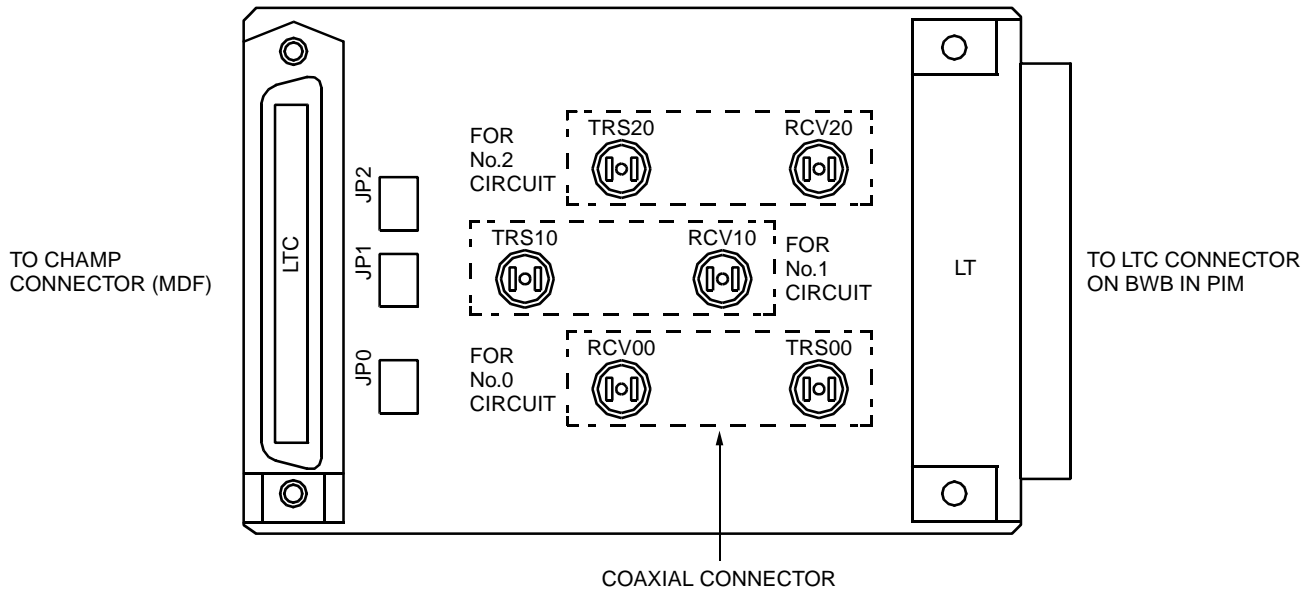 TRS20
RCV20
FOR
No.2
CIRCUIT
JP2
TRS10
RCV10
FOR
No.1
CIRCUIT
JP1
LTC
LT
TO CHAMP
CONNECTOR (MDF)
TO LTC CONNECTOR
ON BWB IN PIM
RCV00
TRS00
FOR
No.0
CIRCUIT
JP0
COAXIAL CONNECTOR